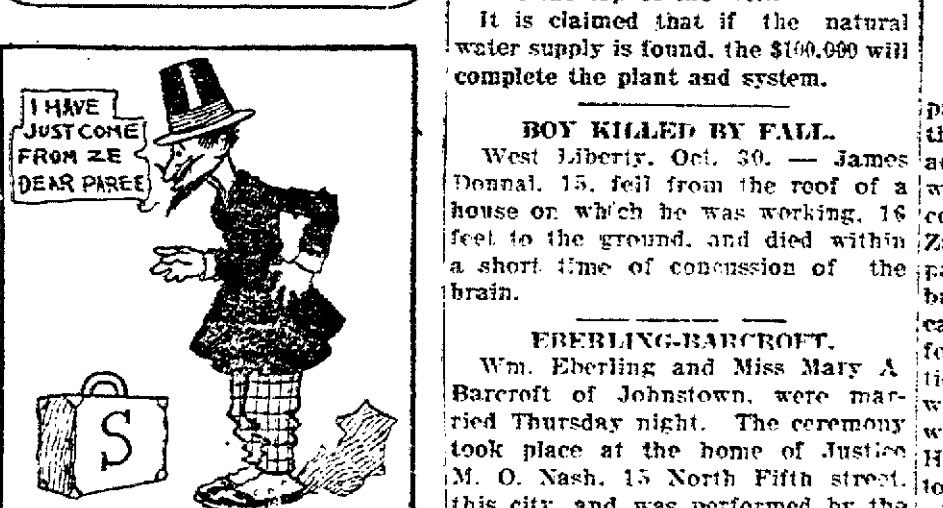 I HAVE
JUST COME
FROM ZE
DEAR PAREE
S
It is claimed that if the natural
water supply is found, the $100,000 will
complete the plant and system.
BOY KILLED BY FALL.
West Liberty, Oct. 30. — James
Donnal, 15, fell from the roof of a
house on which he was working, 16
feet to the ground, and died within
a short time of concussion of the
brain.
EBERLING-BARCROFT.
Wm. Eberling and Miss Mary A
Barcroft of Johnstown, were mar-
ried Thursday night. The ceremony
took place at the home of Justice
M. O. Nash, 15 North Fifth street,
this city, and was performed by the